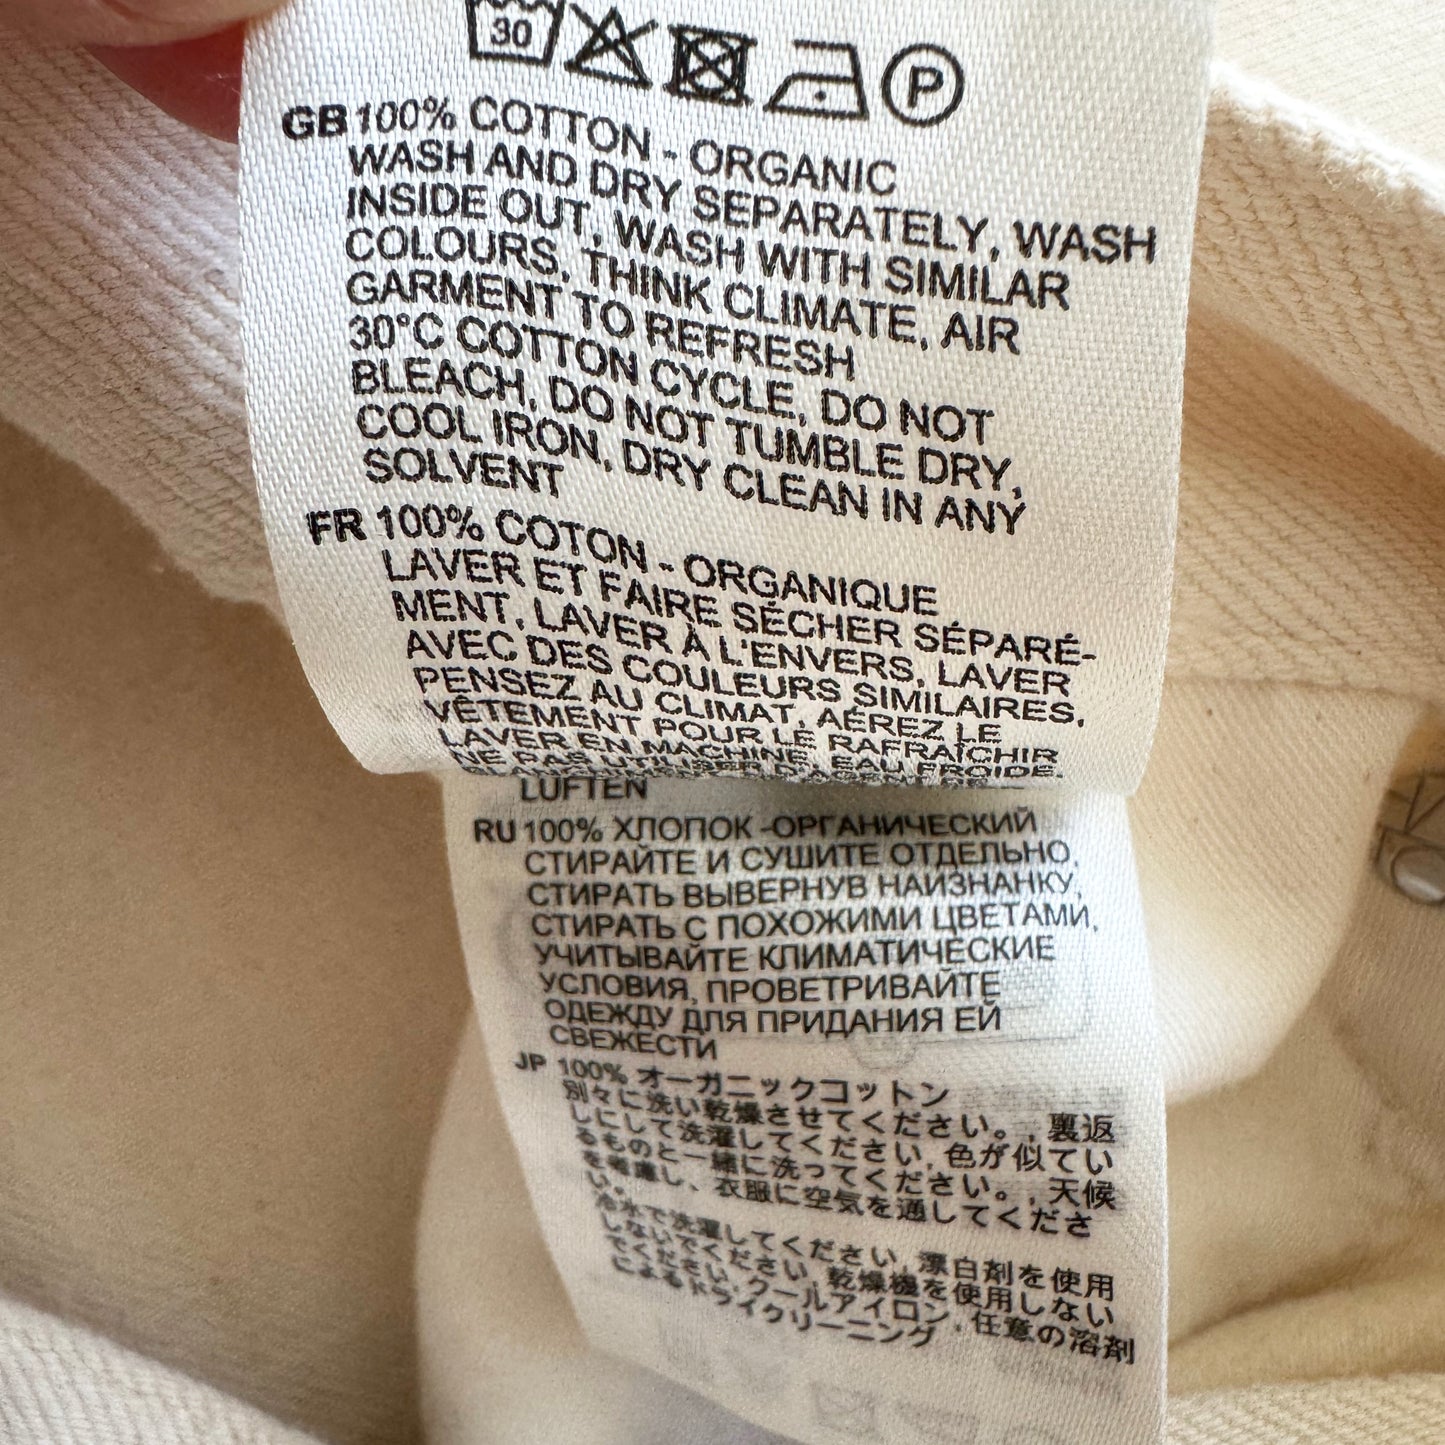 30
P
GB 100% COTTON - ORGANIC
WASH AND DRY SEPARATELY, WASH
INSIDE OUT, WASH WITH SIMILAR
COLOURS, THINK CLIMATE, AIR
GARMENT TO REFRESH
30°C COTTON CYCLE, DO NOT
BLEACH, DO NOT TUMBLE DRY,
COOL IRON, DRY CLEAN IN ANY
SOLVENT
FR 100% COTON - ORGANIQUE
LAVER ET FAIRE SÉCHER SÉPARÉ-
MENT, LAVER À L'ENVERS, LAVER
AVEC DES COULEURS SIMILAIRES,
PENSEZ AU CLIMAT, AÉREZ LE
VÊTEMENT POUR LE RAFRAÎCHIR
LAVER EN MACHINE, EAU FROIDE,
NE PAS UTILISER
LÜFTEN
RU 100% ХЛОПОК -ОРГАНИЧЕСКИЙ
СТИРАЙТЕ И СУШИТЕ ОТДЕЛЬНО,
СТИРАТЬ ВЫВЕРНУВ НАИЗНАНКУ,
СТИРАТЬ С ПОХОЖИМИ ЦВЕТАМИ,
УЧИТЫВАЙТЕ КЛИМАТИЧЕСКИЕ
УСЛОВИЯ, ПРОВЕТРИВАЙТЕ
ОДЕЖДУ ДЛЯ ПРИДАНИЯ ЕЙ
СВЕЖЕСТИ
JP 100% オーガニックコットン
別々に洗い乾燥させてください。, 裏返
しにして洗濯してください, 色が似てい
るものと一緒に洗ってください。, 天候
を考慮し、衣服に空気を通してくださ
い。
冷水で洗濯してください, 漂白剤を使用
しないでください, 乾燥機を使用しない
でください, クールアイロン, 任意の溶剤
によるドライクリーニング